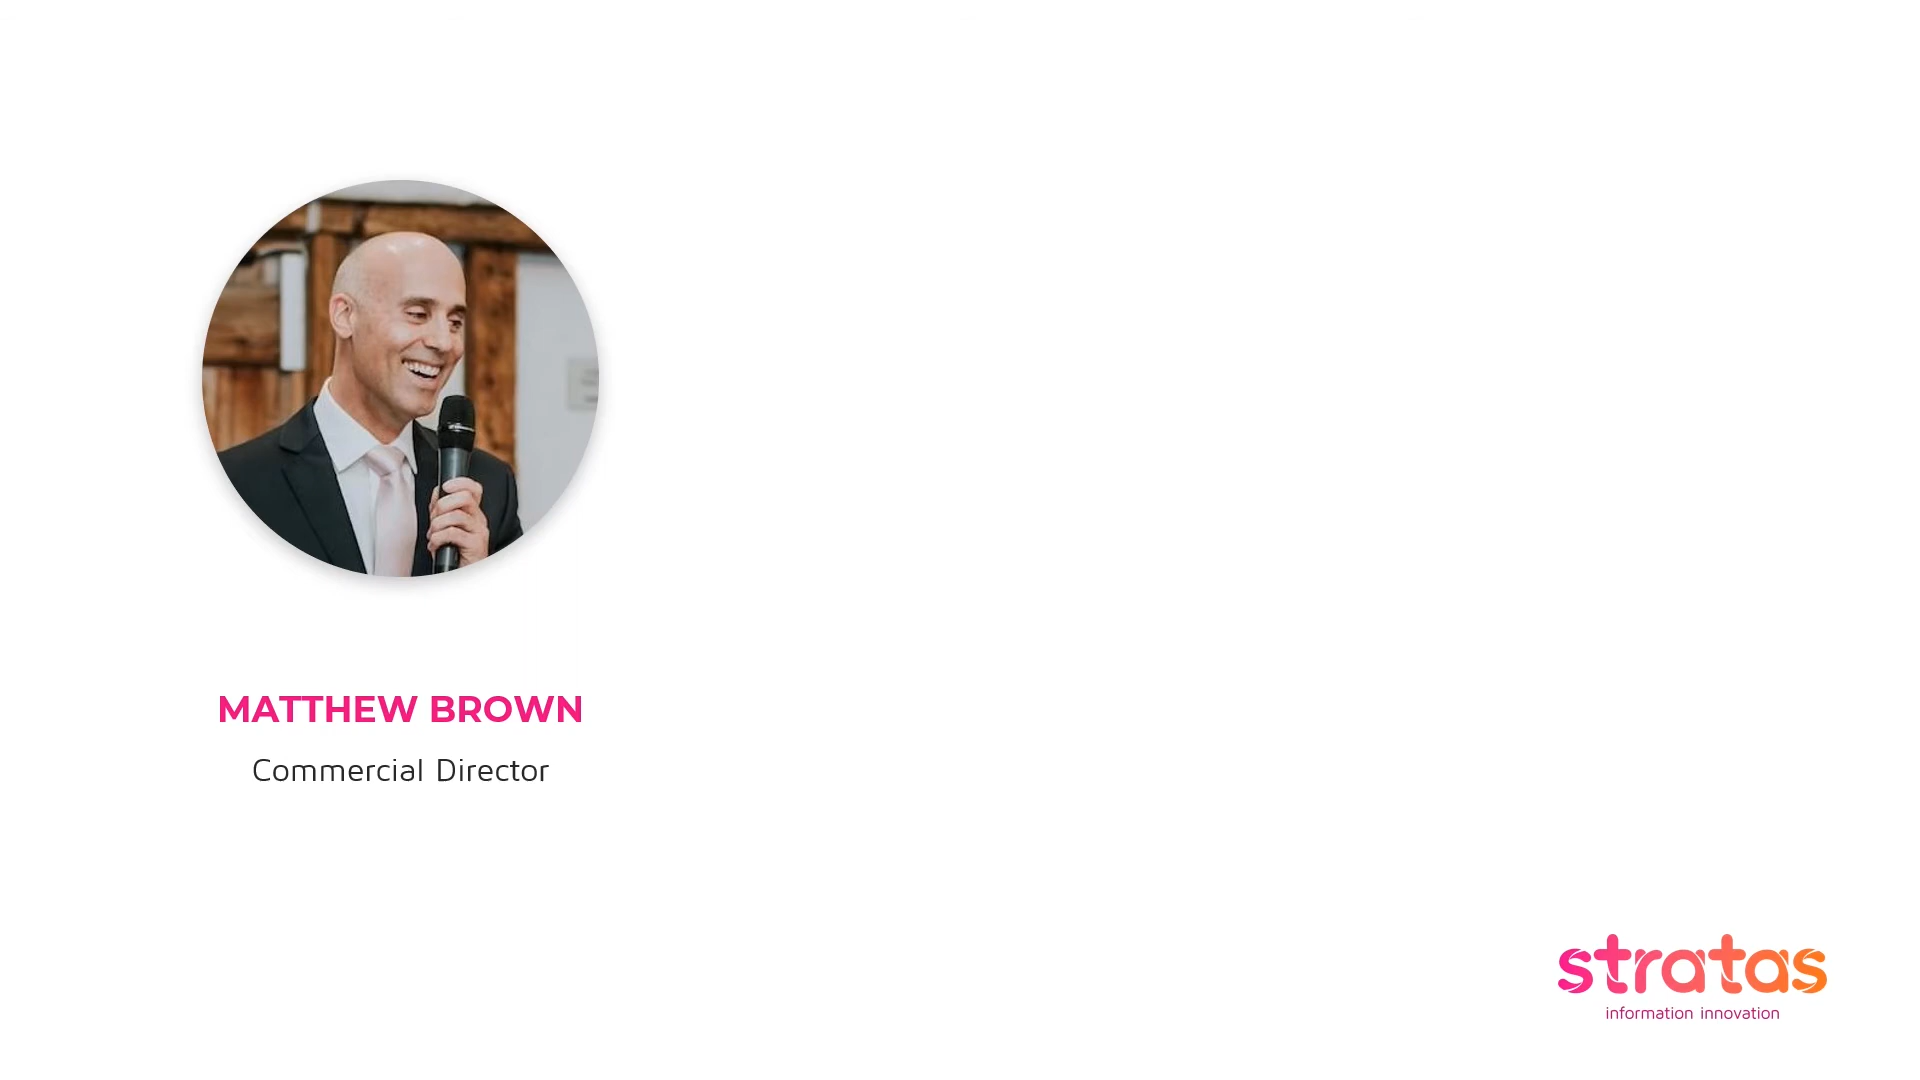 MATTHEW BROWN
Commercial Director
stratas
information innovation